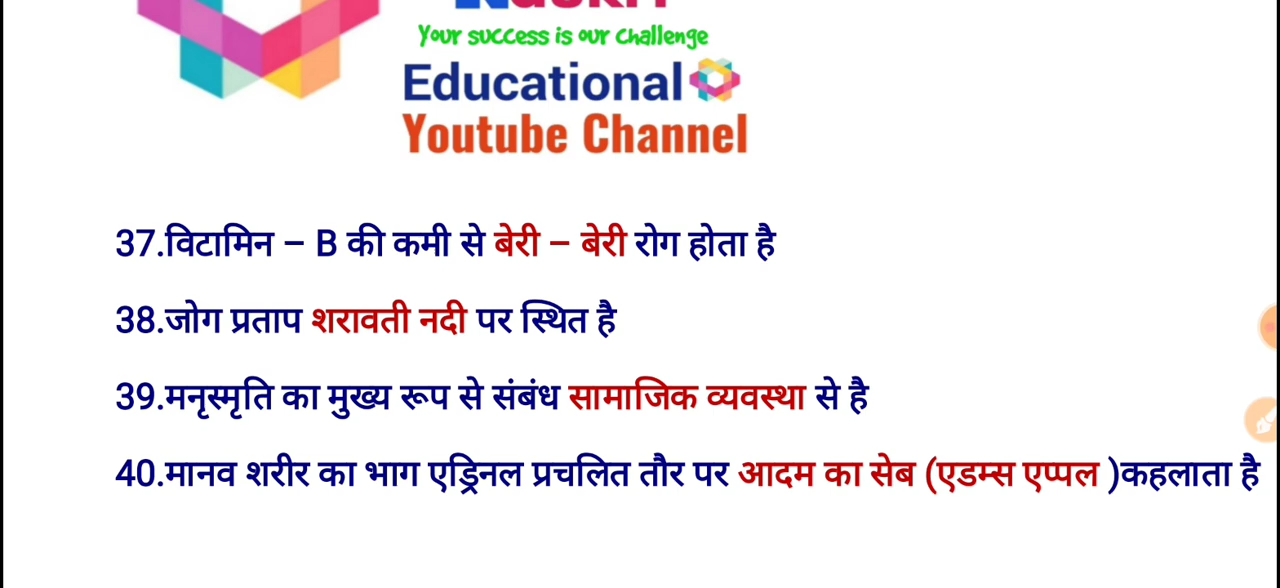 Your success is our challenge
Educational
Youtube Channel
37.विटामिन – B की कमी से बेरी – बेरी रोग होता है
38.जोग प्रताप शरावती नदी पर स्थित है
39.मनृस्मृति का मुख्य रूप से संबंध सामाजिक व्यवस्था से है
40.मानव शरीर का भाग एड्रिनल प्रचलित तौर पर आदम का सेब (एडम्स एप्पल )कहलाता है